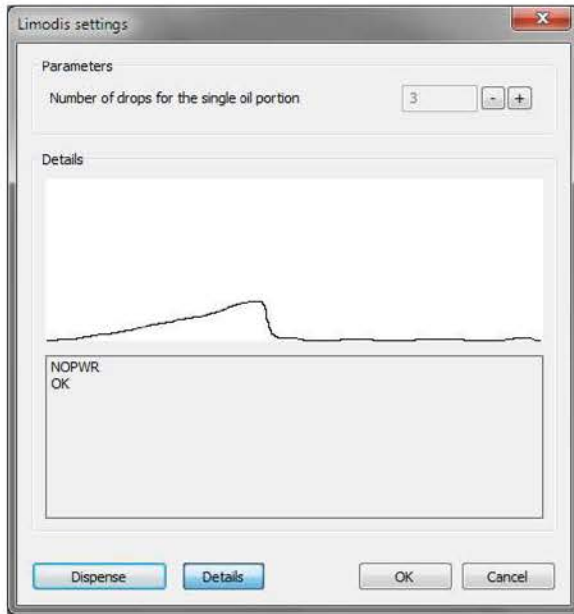 Limodis settings
Parameters
Number of drops for the single oil portion 3 - +
Details
NOPWR
OK
Dispense Details OK Cancel